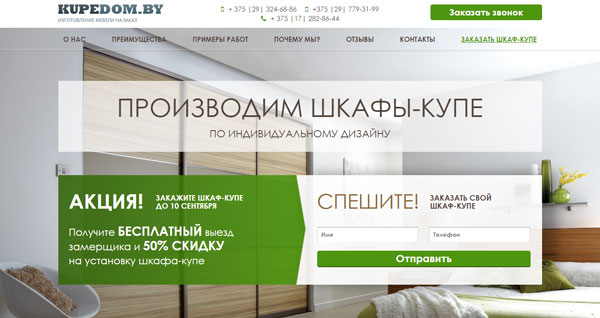 KUPEDOM.BY
ИЗГОТОВЛЕНИЕ МЕБЕЛИ НА ЗАКАЗ
+ 375 |29| 324-68-86 + 375 |29| 779-31-99
+ 375 |17| 282-86-44
Заказать звонок
О НАС ПРЕИМУЩЕСТВА ПРИМЕРЫ РАБОТ ПОЧЕМУ МЫ? ОТЗЫВЫ КОНТАКТЫ ЗАКАЗАТЬ ШКАФ-КУПЕ
ПРОИЗВОДИМ ШКАФЫ-КУПЕ
ПО ИНДИВИДУАЛЬНОМУ ДИЗАЙНУ
АКЦИЯ! ЗАКАЖИТЕ ШКАФ-КУПЕ
ДО 10 СЕНТЯБРЯ
Получите БЕСПЛАТНЫЙ выезд
замерщика и 50% СКИДКУ
на установку шкафа-купе
СПЕШИТЕ! ЗАКАЗАТЬ СВОЙ
ШКАФ-КУПЕ
Имя Телефон
Отправить